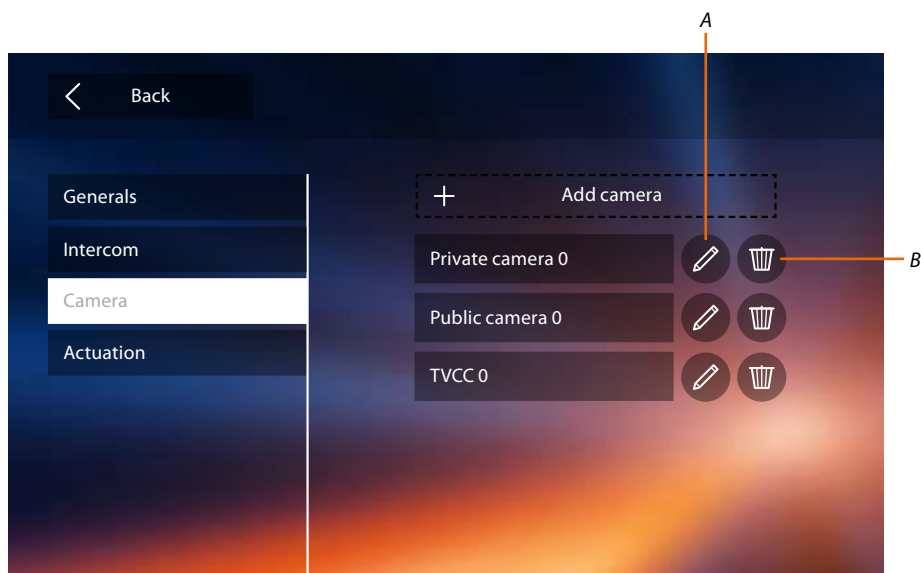 A
Back
Generals
Intercom
Camera
Actuation
Add camera
Private camera 0
B
Public camera 0
TVCC 0